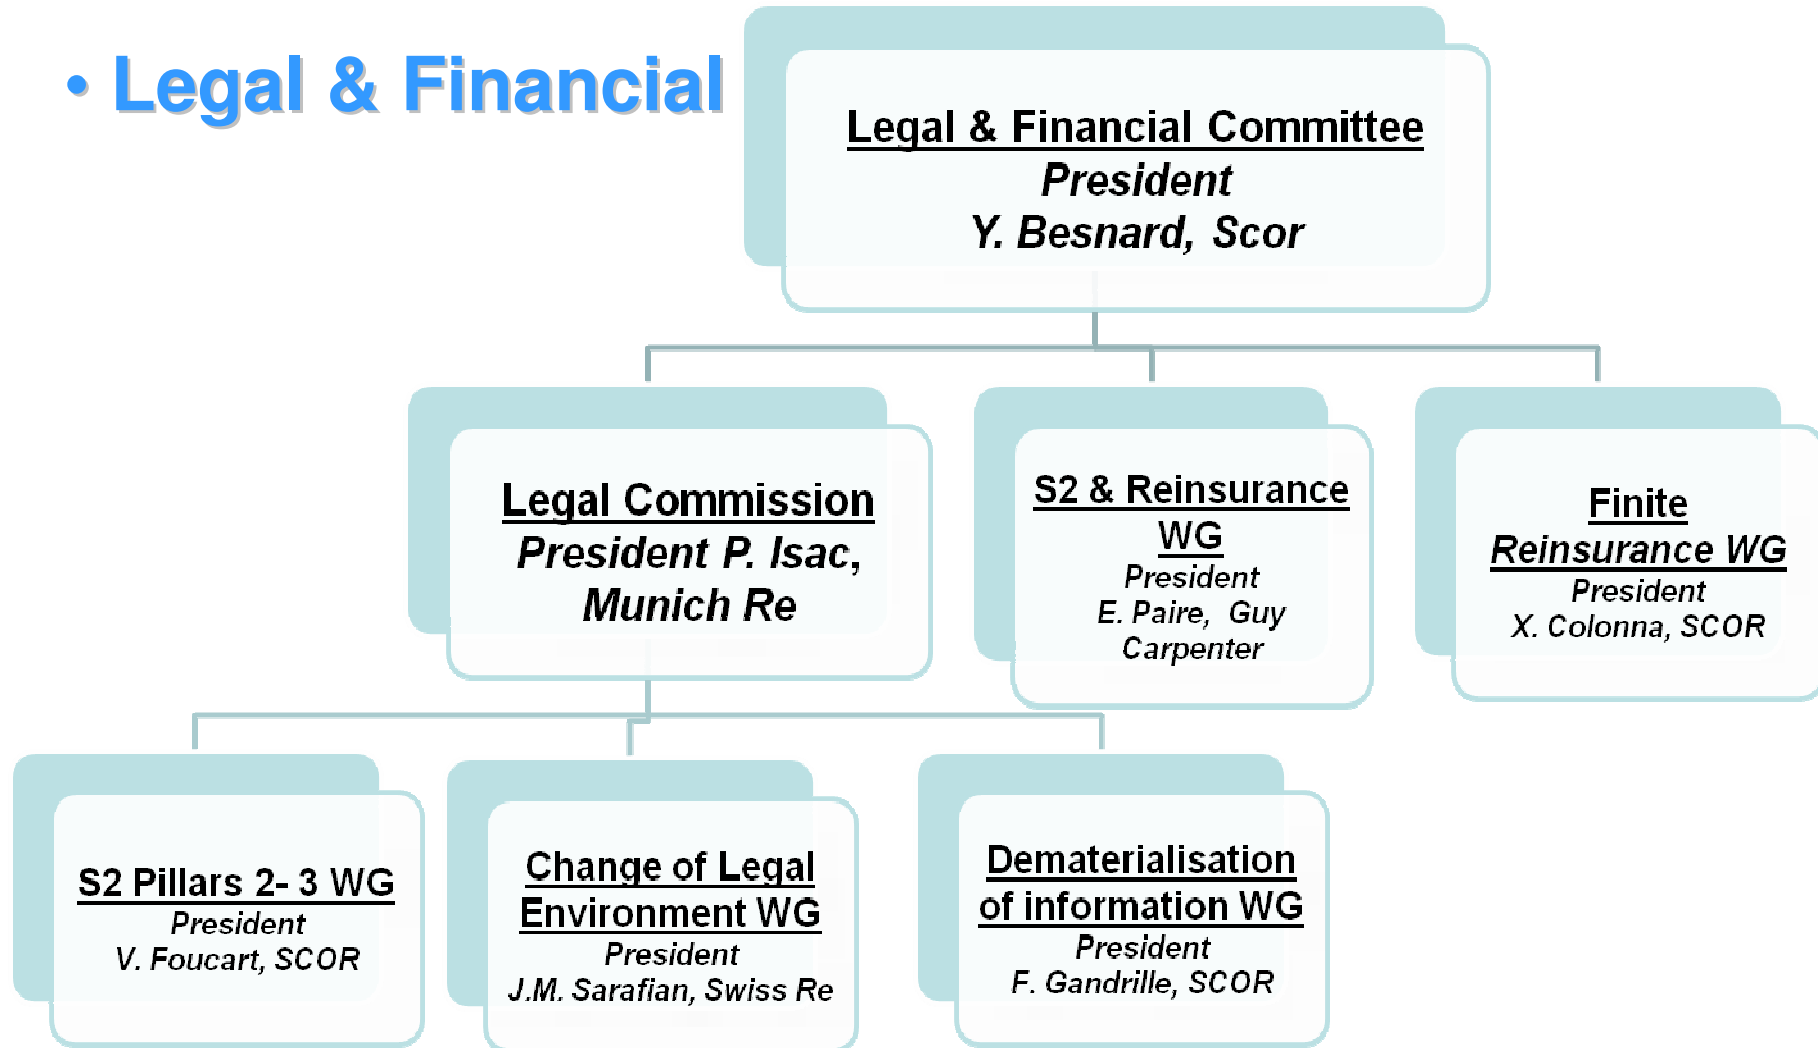 • Legal & Financial
Legal & Financial Committee
President
Y. Besnard, Scor
Legal Commission
President P. Isac,
Munich Re
S2 & Reinsurance
WG
President
E. Paire, Guy
Carpenter
Finite
Reinsurance WG
President
X. Colonna, SCOR
S2 Pillars 2- 3 WG
President
V. Foucart, SCOR
Change of Legal
Environment WG
President
J.M. Sarafian, Swiss Re
Dematerialisation
of information WG
President
F. Gandrille, SCOR